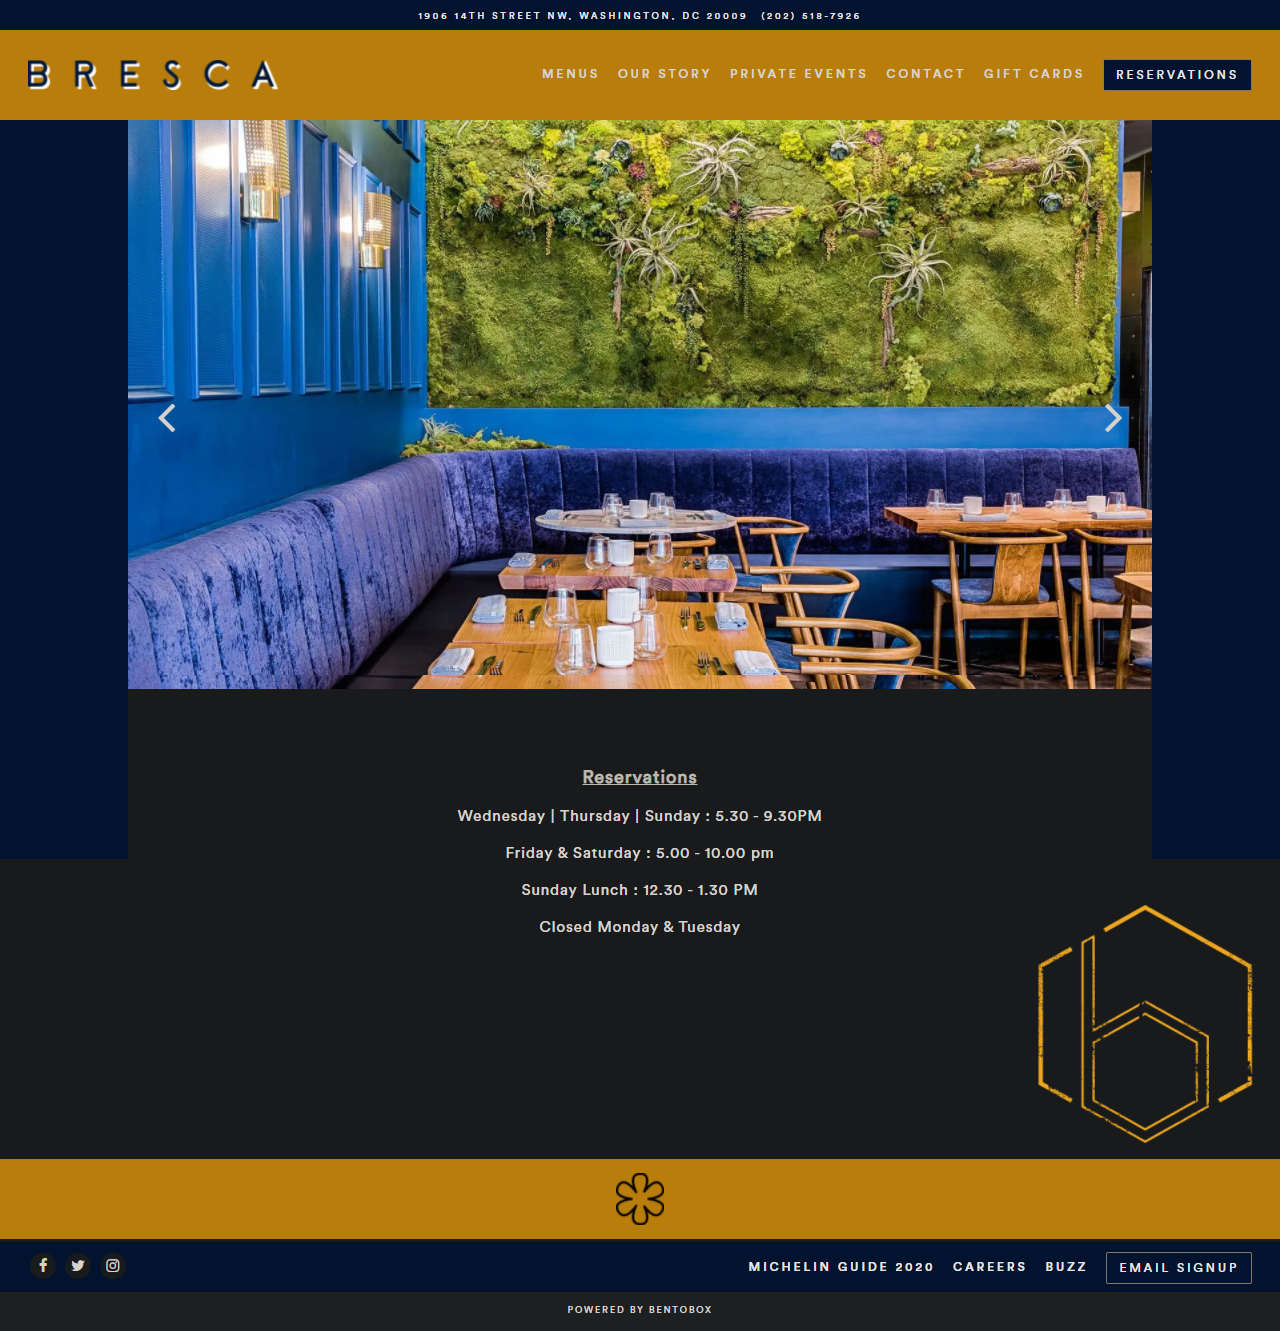 1906 14TH STREET NW, WASHINGTON, DC 20009 (202) 518-7926
BRESCA
MENUS OUR STORY PRIVATE EVENTS CONTACT GIFT CARDS RESERVATIONS
Reservations
Wednesday | Thursday | Sunday : 5.30 - 9.30PM
Friday & Saturday : 5.00 - 10.00 pm
Sunday Lunch : 12.30 - 1.30 PM
Closed Monday & Tuesday
MICHELIN GUIDE 2020 CAREERS BUZZ EMAIL SIGNUP
POWERED BY BENTOBOX